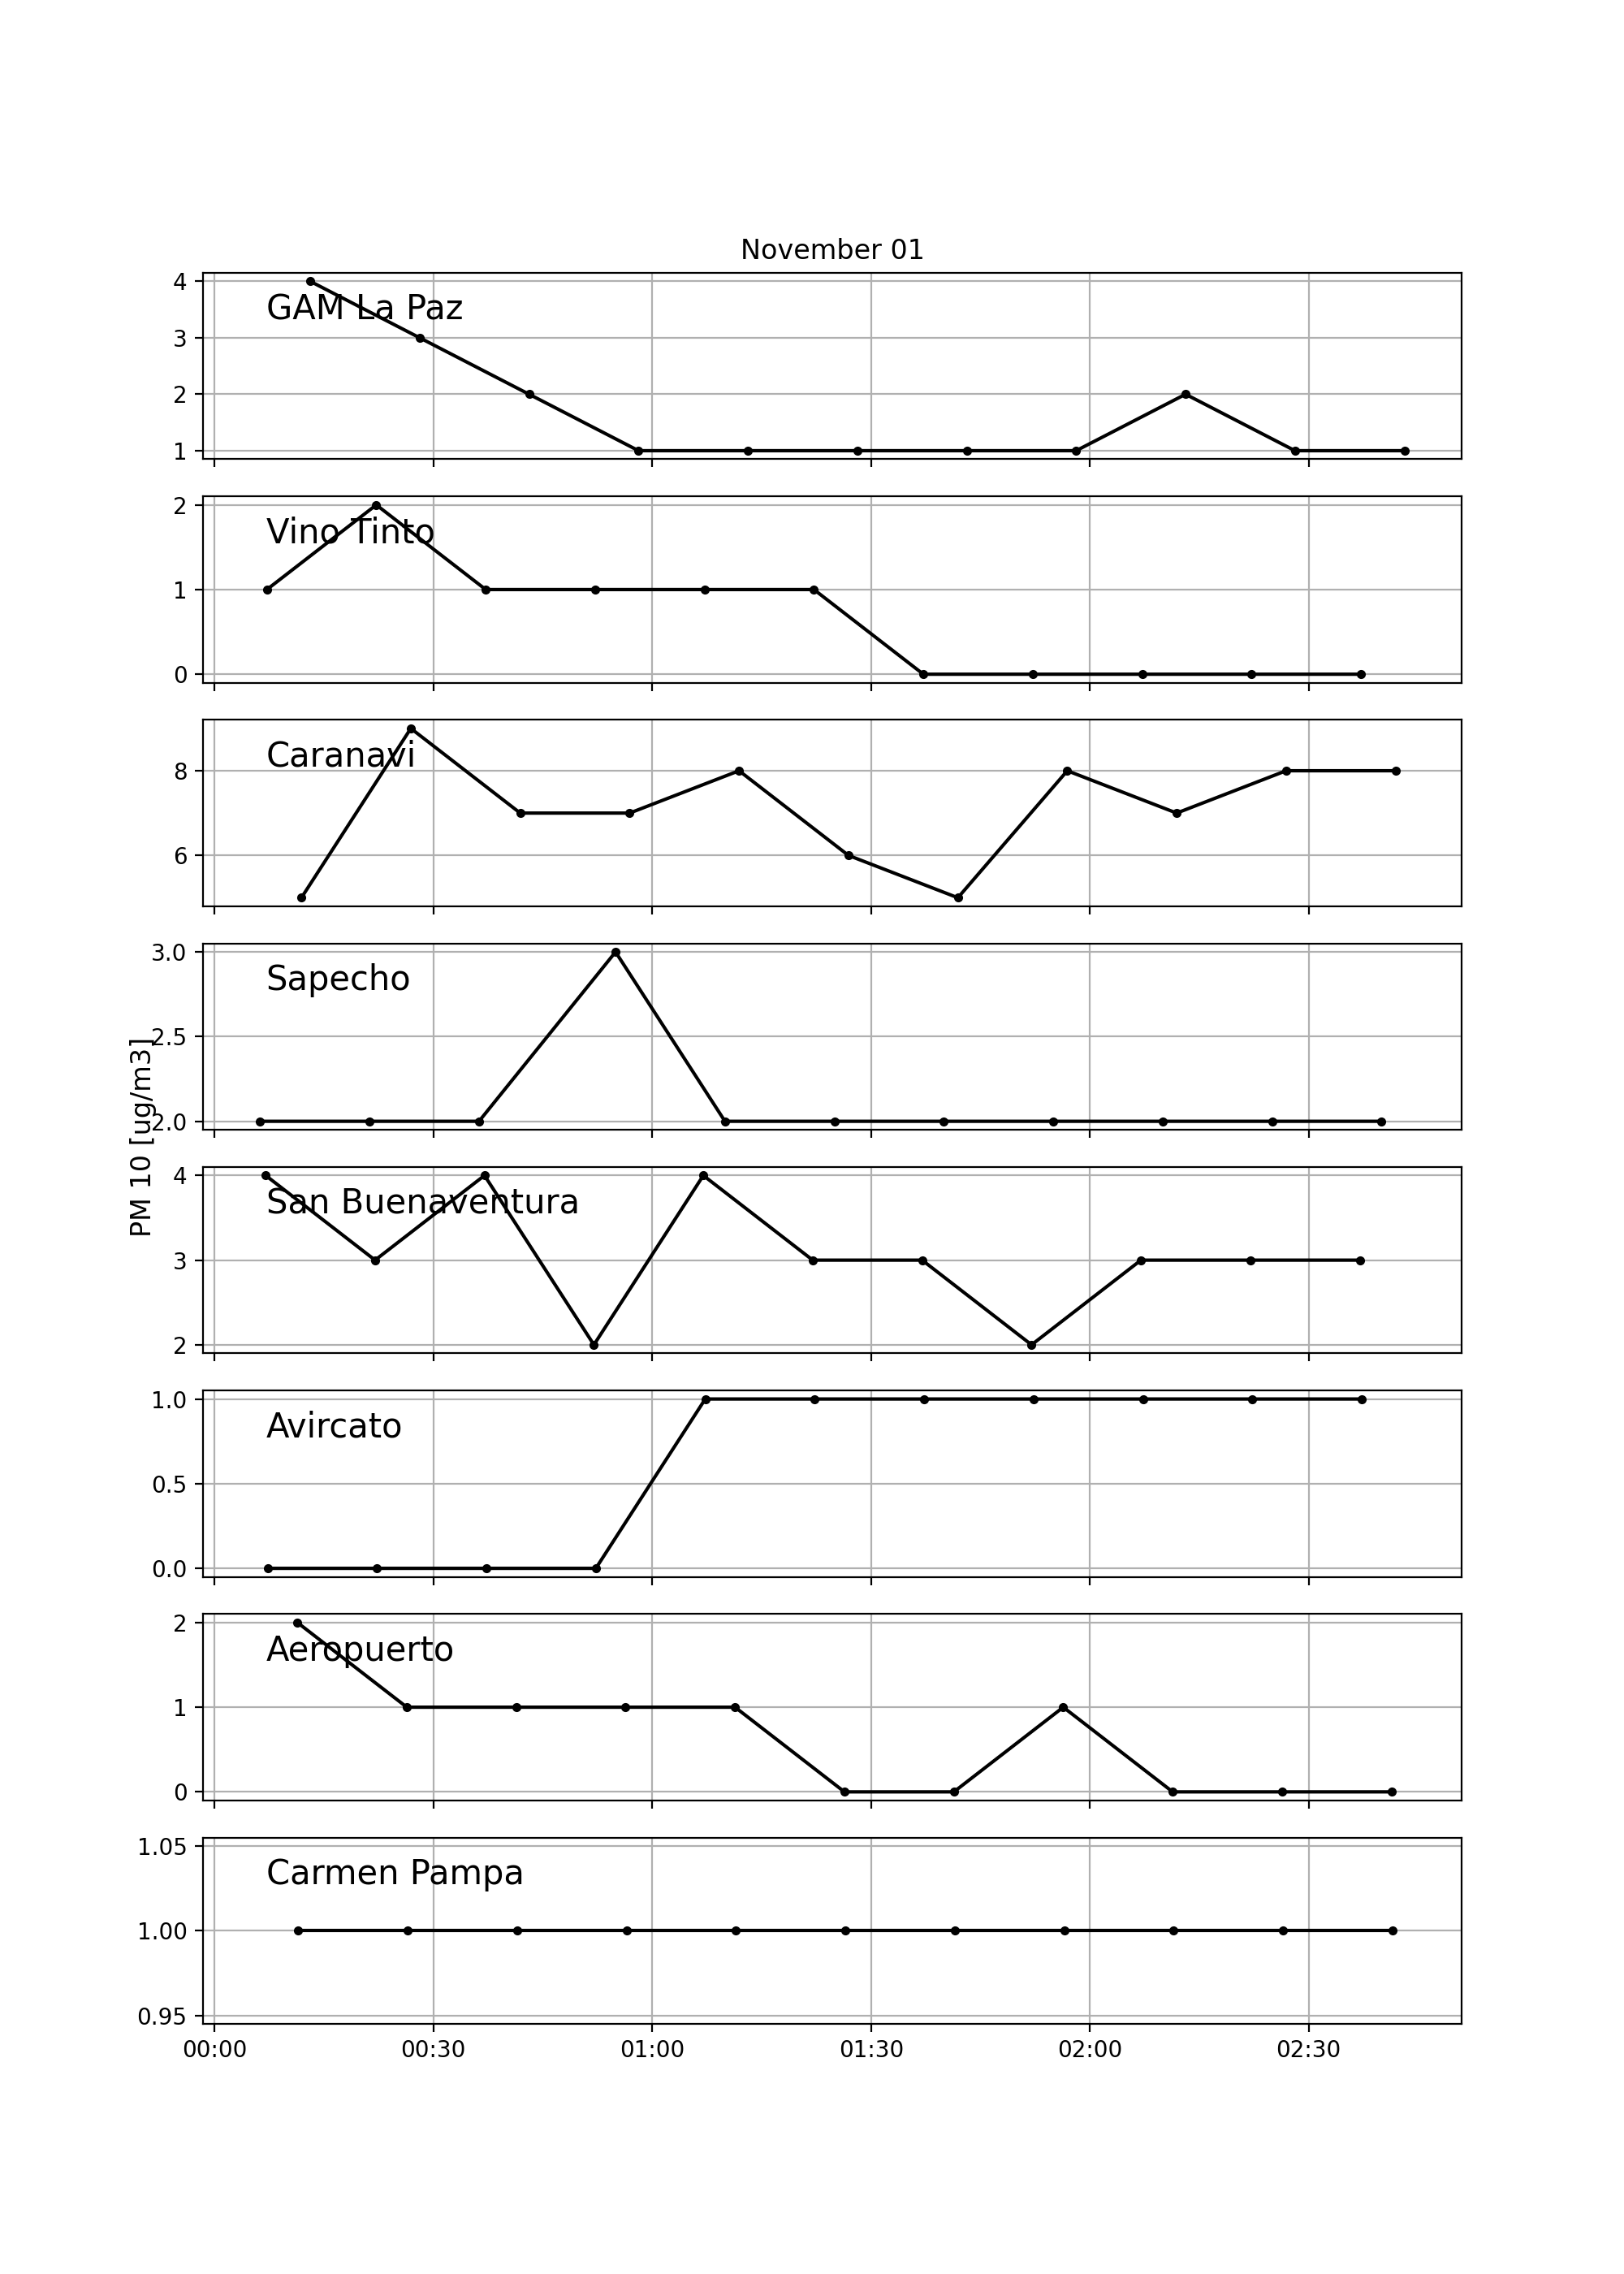 November 01
4
GAM La Paz
3
2
1
2
Vino Tinto
1
0
Caranavi
8
6
3.0
Sapecho
2.5
2.0
PM 10 [ug/m3]
4
San Buenaventura
3
2
1.0
Avircato
0.5
0.0
2
Aeropuerto
1
0
1.05
Carmen Pampa
1.00
0.95
00:00 00:30 01:00 01:30 02:00 02:30